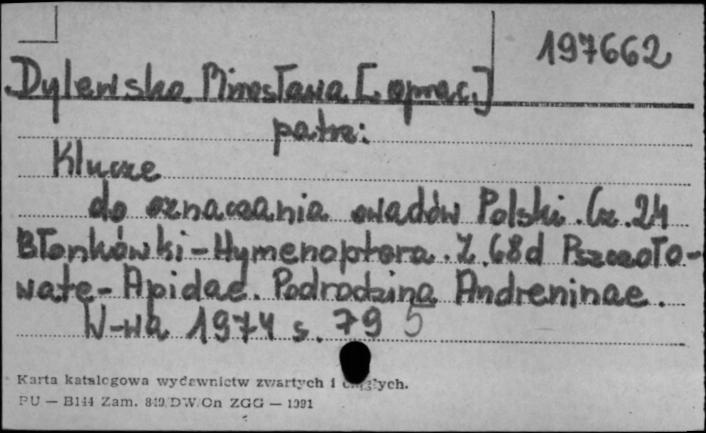 197662
Dylewska Mirosława [oprac.]
patrz:
Klucze
do oznaczania owadów Polski. Cz. 24
Błonkówki - Hymenoptera. Z. 68d Pszczoło-
wate - Apidae. Podrodzina Andreninae.
W-wa 1974 s. 79 5
Karta katalogowa wydawnictw zwartych i ciągłych.
PU — B144 Zam. 849/DW/On ZGG — 1991